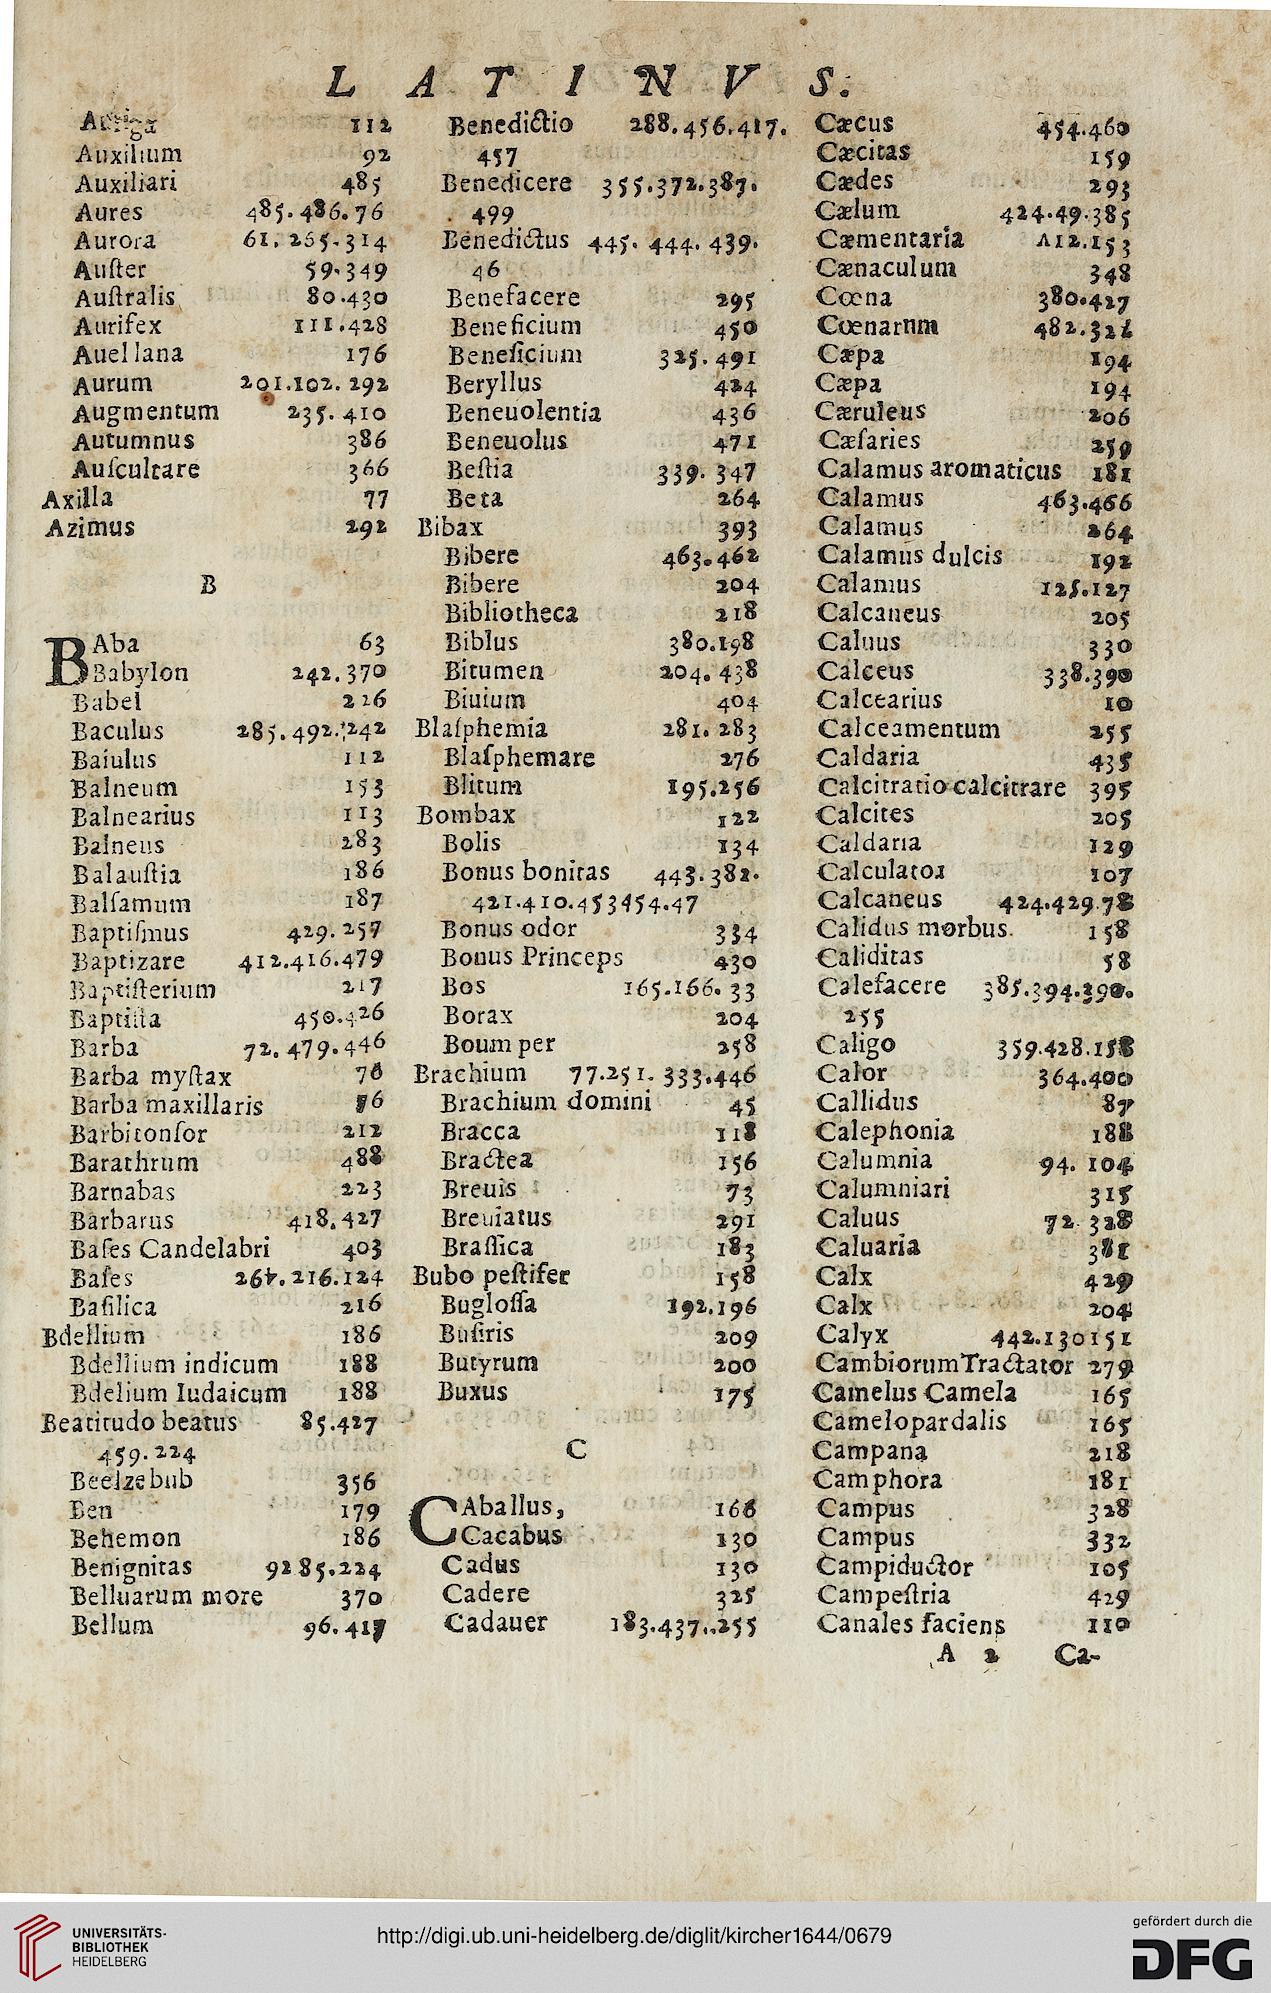 L A T I N V S.
Auriga 112
Auxilium 92
Auxiliari 485
Aures 485.486.76
Aurora 61.265.314
Auſter 59.349
Auſtralis 80.430
Aurifex 111.428
Auellana 176
Aurum 201.102.292
Augmentum 235.410
Autumnus 386
Auſcultare 366
Axilla 77
Azimus 292
B
BAba 63
Babylon 242.370
Babel 226
Baculus 285.492.242
Baiulus 112
Balneum 153
Balnearius 113
Balneus 283
Balauſtia 186
Balſamum 187
Baptiſmus 429.257
Baptizare 412.416.479
Baptiſterium 217
Baptiſta 450.426
Barba 72.479.446
Barba myſtax 76
Barba maxillaris 76
Barbitonſor 212
Barathrum 488
Barnabas 223
Barbarus 418.427
Baſes Candelabri 403
Baſes 264.216.124
Baſilica 216
Bdellium 186
Bdellium indicum 188
Bdelium Iudaicum 188
Beatitudo beatus 85.427
459.224
Beelzebub 356
Ben 179
Behemon 186
Benignitas 9285.224
Belluarum more 370
Bellum 96.417
Benedictio 288.456.417.
457
Benedicere 355.372.387.
499
Benedictus 445.444.439.
46
Benefacere 295
Beneficium 450
Beneficium 325.491
Beryllus 424
Beneuolentia 436
Beneuolus 471
Beſtia 339.347
Beta 264
Bibax 393
Bibere 463.462
Bibere 204
Bibliotheca 218
Biblus 380.198
Bitumen 204.438
Biuium 404
Blaſphemia 281.283
Blaſphemare 276
Blitum 195.256
Bombax 122
Bolis 134
Bonus bonitas 443.382.
421.410.453454.47
Bonus odor 334
Bonus Princeps 430
Bos 165.166.33
Borax 204
Boum per 258
Brachium 77.251.333.446
Brachium domini 45
Bracca 118
Bractea 156
Breuis 73
Breuiatus 291
Braſſica 183
Bubo peſtifer 158
Bugloſſa 192.196
Buſiris 209
Butyrum 200
Buxus 175
C
CAballus, 166
Cacabus 130
Cadus 130
Cadere 325
Cadauer 183.437..255
Cæcus 454.460
Cæcitas 159
Cædes 293
Cælum 424.49.385
Cæmentaria 112.153
Cænaculum 348
Cœna 380.427
Cœnarum
Cæpa 194
Cæpa 194
Cæruleus 206
Cæſaries 259
Calamus aromaticus 181
Calamus 463.466
Calamus 264
Calamus dulcis 192
Calamus 125.127
Calcaneus 205
Caluus 330
Calceus 338.390
Calcearius 10
Calceamentum 255
Caldaria 435
Calcitratio calcitrare 395
Calcites 205
Caldaria 129
Calculator 107
Calcaneus 424.429.78
Calidus morbus. 158
Caliditas 58
Calefacere 385.394.390.
255
Caligo 359.428.158
Calor 364.400
Callidus 87
Calephonia 188
Calumnia 94.104
Calumniari 315
Caluus 72.328
Caluaria 381
Calx 429
Calx 204
Calyx 442.130151
CambiorumTractator 279
Camelus Camela 165
Camelopardalis 165
Campana 218
Camphora 181
Campus 328
Campus 332
Campiductor 105
Campeſtria 429
Canales faciens 110
A 2 Ca-
UNIVERSITÄTS-
BIBLIOTHEK
HEIDELBERG
http://digi.ub.uni-heidelberg.de/diglit/kircher1644/0679
gefördert durch die
DFG